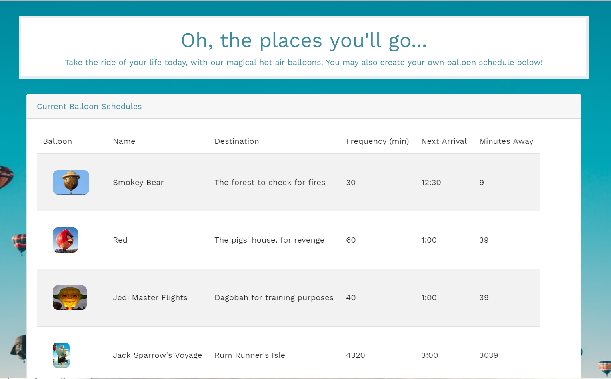 Oh, the places you'll go...
Take the ride of your life today, with our magical hot air balloons. You may also create your own balloon schedule below!
Current Balloon Schedules
Balloon Name Destination Frequency (min) Next Arrival Minutes Away
Smokey Bear The forest to check for fires 30 12:30 9
Red The pigs' house, for revenge 60 1:00 39
Jedi Master Flights Dagobah for training purposes 40 1:00 39
Jack Sparrow's Voyage Rum Runner's Isle 4320 3:00 3039